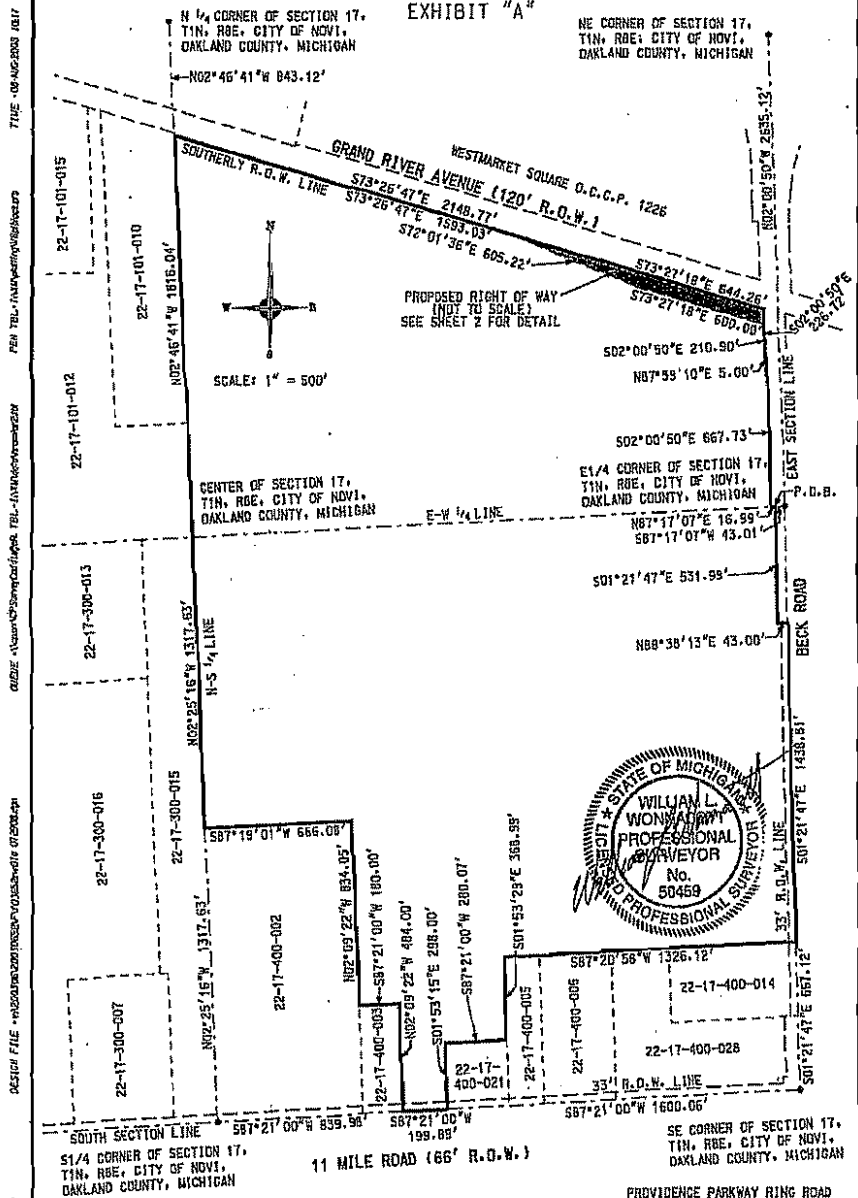 EXHIBIT "A"
N 1/4 CORNER OF SECTION 17,
T1N, R8E, CITY OF NOVI,
OAKLAND COUNTY, MICHIGAN
NE CORNER OF SECTION 17,
T1N, R8E, CITY OF NOVI,
OAKLAND COUNTY, MICHIGAN
N02°46'41"W 843.12'
GRAND RIVER AVENUE (120' R.O.W.)
WESTMARKET SQUARE O.C.C.P. 1226
SOUTHERLY R.O.W. LINE
S73°26'47"E 2148.77'
S73°26'47"E 1593.03'
S72°01'36"E 605.22'
S73°27'18"E 644.26'
S73°27'18"E 600.00'
N02°00'50"W 2635.12'
S02°00'50"E
226.72'
22-17-101-015
22-17-101-010
22-17-101-012
N02°46'41"W 1816.04'
N
W
SCALE: 1" = 500'
PROPOSED RIGHT OF WAY
(NOT TO SCALE)
SEE SHEET 2 FOR DETAIL
S02°00'50"E 210.90'
N87°59'10"E 5.00'
S02°00'50"E 667.73'
EAST SECTION LINE
CENTER OF SECTION 17,
T1N, R8E, CITY OF NOVI,
OAKLAND COUNTY, MICHIGAN
E1/4 CORNER OF SECTION 17,
T1N, R8E, CITY OF NOVI,
OAKLAND COUNTY, MICHIGAN
P.O.B.
E-W 1/4 LINE
N87°17'07"E 16.99'
S87°17'07"W 43.01'
S01°21'47"E 531.99'
N88°38'13"E 43.00'
BECK ROAD
22-17-300-013
N02°25'16"W 1317.63'
N-S 1/4 LINE
22-17-300-016
22-17-300-015
22-17-300-007
S01°21'47"E 1438.81'
33' R.O.W. LINE
STATE OF MICHIGAN
WILLIAM L.
WONNACOTT
PROFESSIONAL
SURVEYOR
No.
50459
LICENSED PROFESSIONAL SURVEYOR
S87°19'01"W 666.08'
N02°09'22"W 834.05'
S87°21'00"W 180.00'
N02°09'22"W 484.00'
S01°53'15"E 298.00'
S87°21'00"W 280.07'
S01°53'29"E 366.99'
S87°20'56"W 1326.12'
N02°25'16"W 1317.63'
22-17-400-002
22-17-400-003
22-17-
400-021
22-17-400-005
22-17-400-006
22-17-400-014
22-17-400-028
S01°21'47"E 667.12'
33' R.O.W. LINE
SOUTH SECTION LINE
S87°21'00"W 839.98'
S87°21'00"W
199.89'
S87°21'00"W 1600.06'
S1/4 CORNER OF SECTION 17,
T1N, R8E, CITY OF NOVI,
OAKLAND COUNTY, MICHIGAN
11 MILE ROAD (66' R.O.W.)
SE CORNER OF SECTION 17,
T1N, R8E, CITY OF NOVI,
OAKLAND COUNTY, MICHIGAN
PROVIDENCE PARKWAY RING ROAD